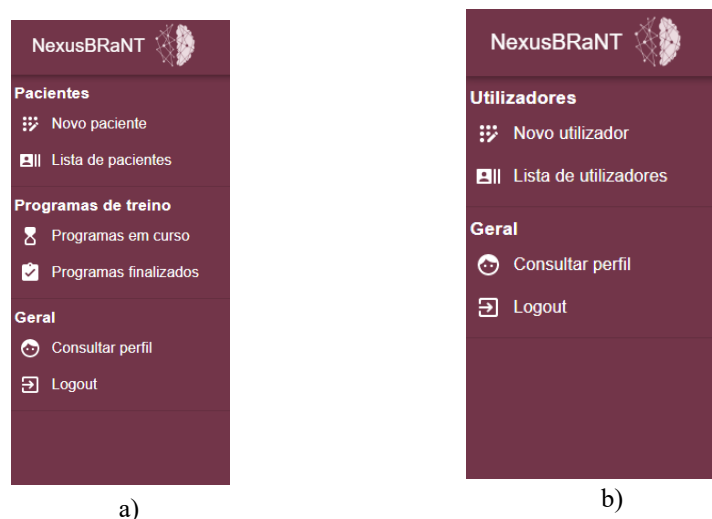 NexusBRaNT
Pacientes
Novo paciente
Lista de pacientes
Programas de treino
Programas em curso
Programas finalizados
Geral
Consultar perfil
Logout
a)
NexusBRaNT
Utilizadores
Novo utilizador
Lista de utilizadores
Geral
Consultar perfil
Logout
b)